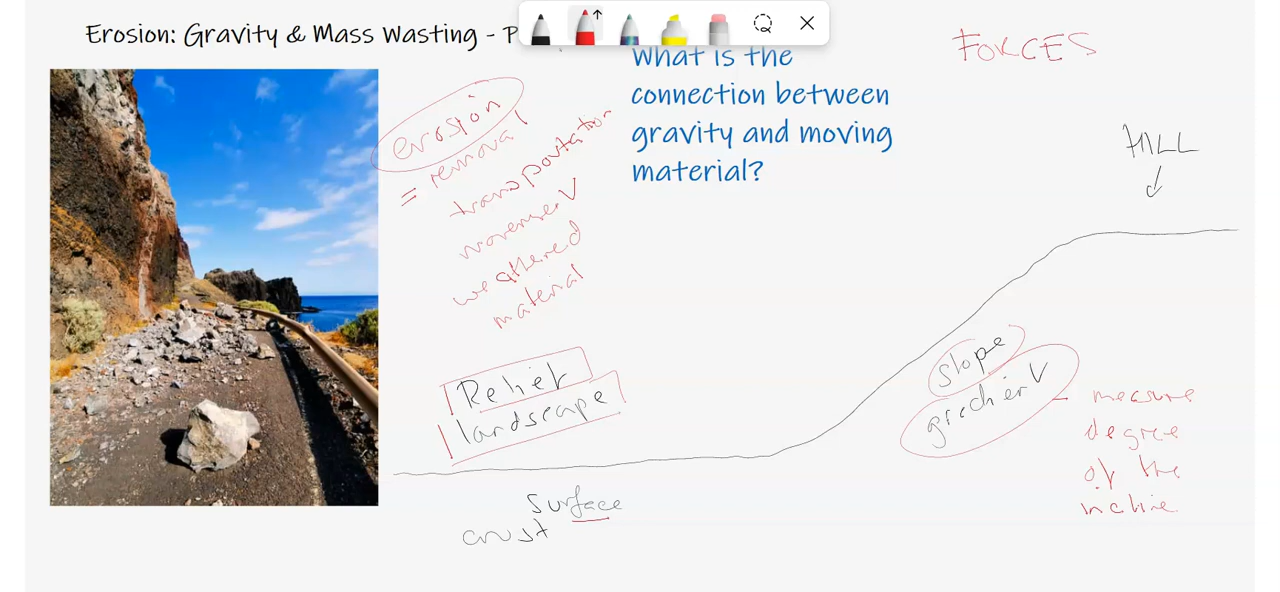 Erosion: Gravity & Mass Wasting - P
What is the
connection between
gravity and moving
material?
FORCES
HILL
erosion
= removal
transportation
movement
weathered
material
Relief
landscape
slope
gradient
- measure
degree
of the
incline.
surface
crust